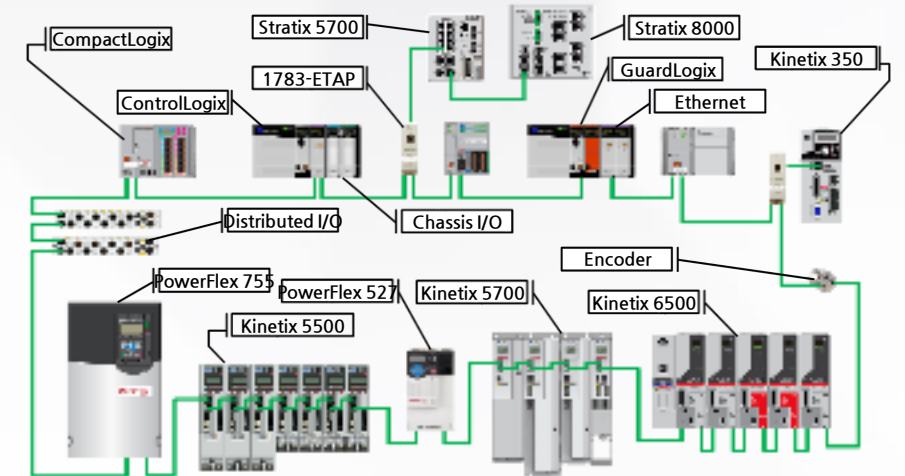 Stratix 5700
Stratix 8000
CompactLogix
Kinetix 350
GuardLogix
1783-ETAP
ControlLogix
Ethernet
Distributed I/O
Chassis I/O
Encoder
PowerFlex 755
PowerFlex 527
Kinetix 5700
Kinetix 6500
Kinetix 5500